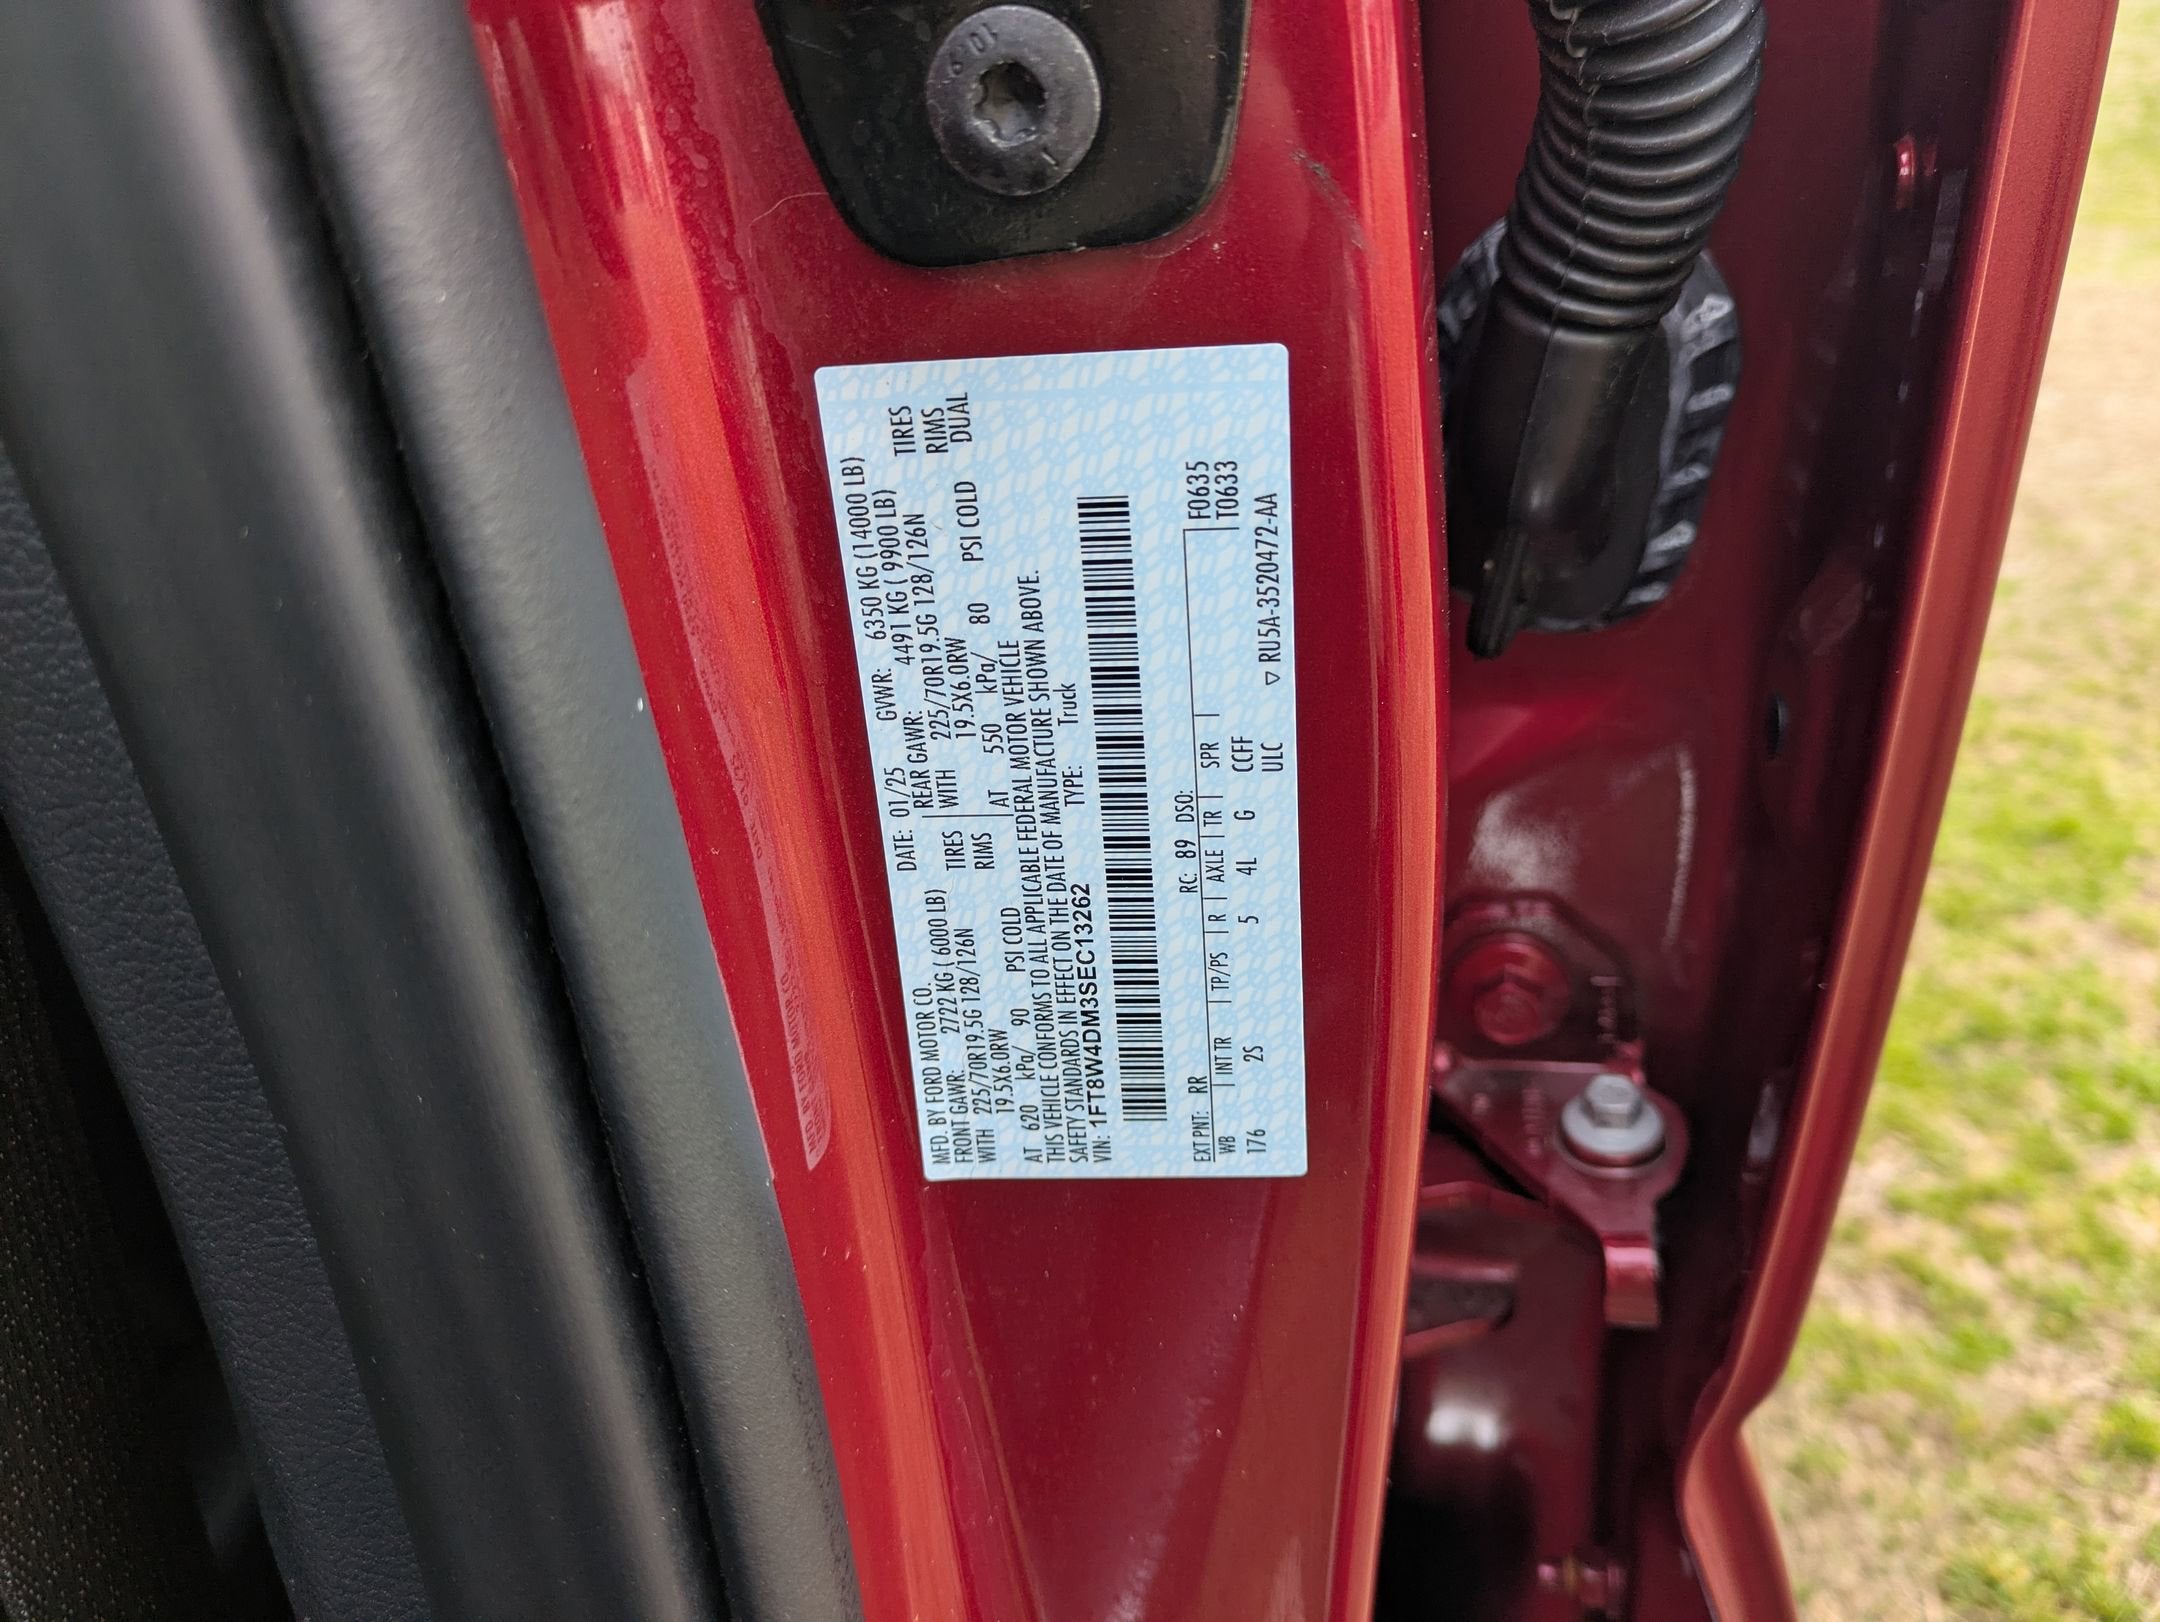 MFD. BY FORD MOTOR CO. DATE: 01/25 GVWR: 6350 KG (14000 LB)
FRONT GAWR: 2722 KG ( 6000 LB) REAR GAWR: 4491 KG ( 9900 LB)
WITH 225/70R19.5G 128/126N TIRES WITH 225/70R19.5G 128/126N TIRES
19.5X6.0RW RIMS 19.5X6.0RW RIMS
AT 620 kPa/ 90 PSI COLD AT 550 kPa/ 80 PSI COLD DUAL
THIS VEHICLE CONFORMS TO ALL APPLICABLE FEDERAL MOTOR VEHICLE
SAFETY STANDARDS IN EFFECT ON THE DATE OF MANUFACTURE SHOWN ABOVE.
VIN: 1FT8W4DM3SEC13262 TYPE: Truck
EXT PNT: RR RC: 89 DSO: F0635
WB | INT TR | TP/PS | R | AXLE | TR | SPR | T0633
176 2S 5 4L G CCFF
ULC ▽ RU5A-3520472-AA
10.9